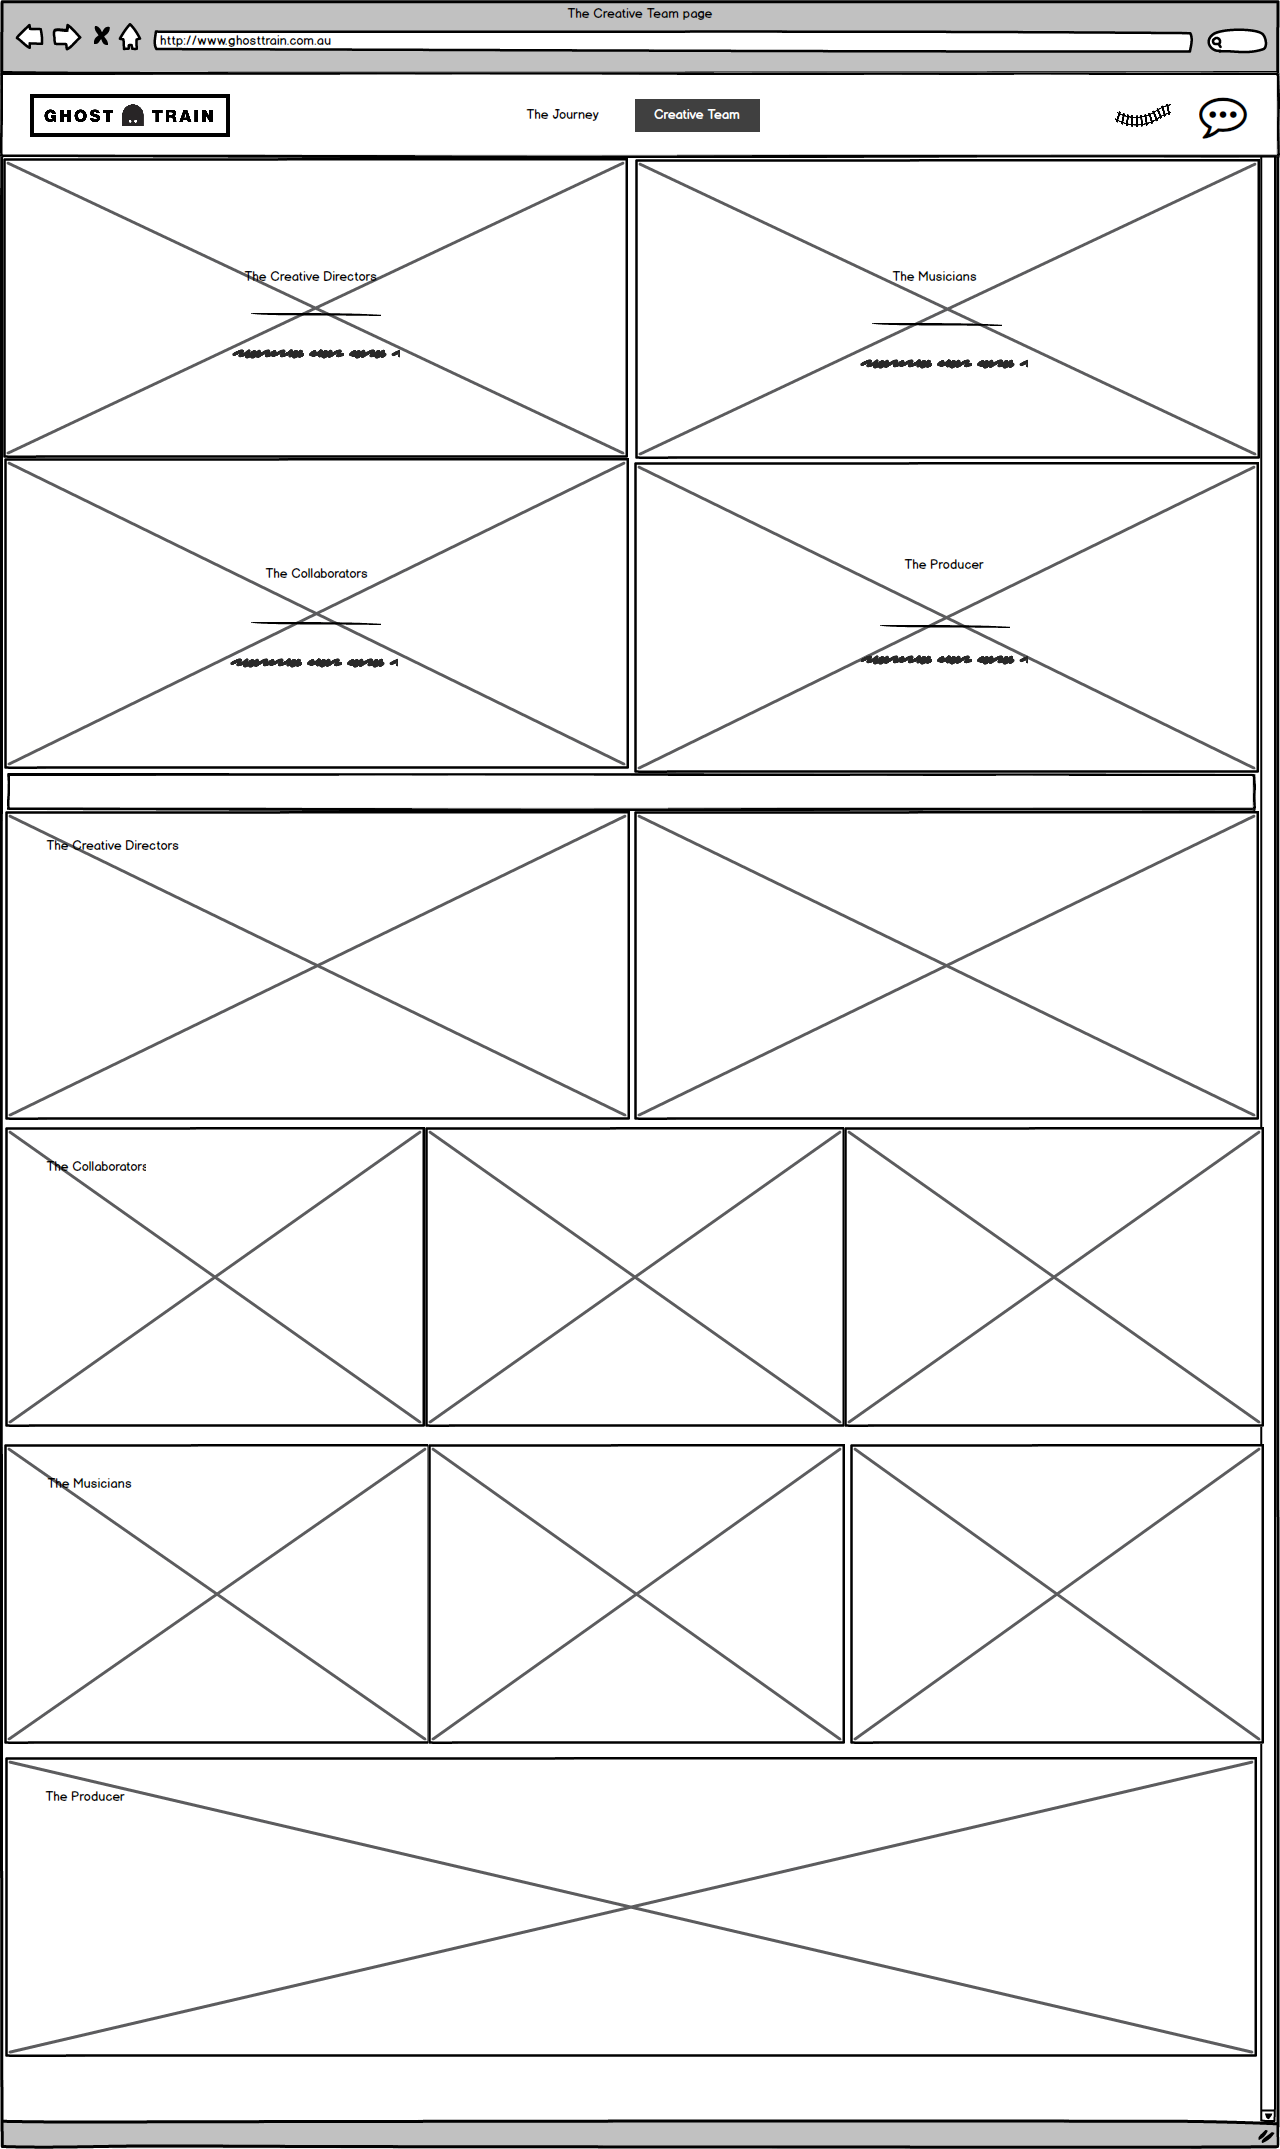 The Creative Team page
http://www.ghosttrain.com.au
GHOST TRAIN
The Journey
Creative Team
The Creative Directors
The Musicians
The Collaborators
The Producer
The Creative Directors
The Collaborators
The Musicians
The Producer